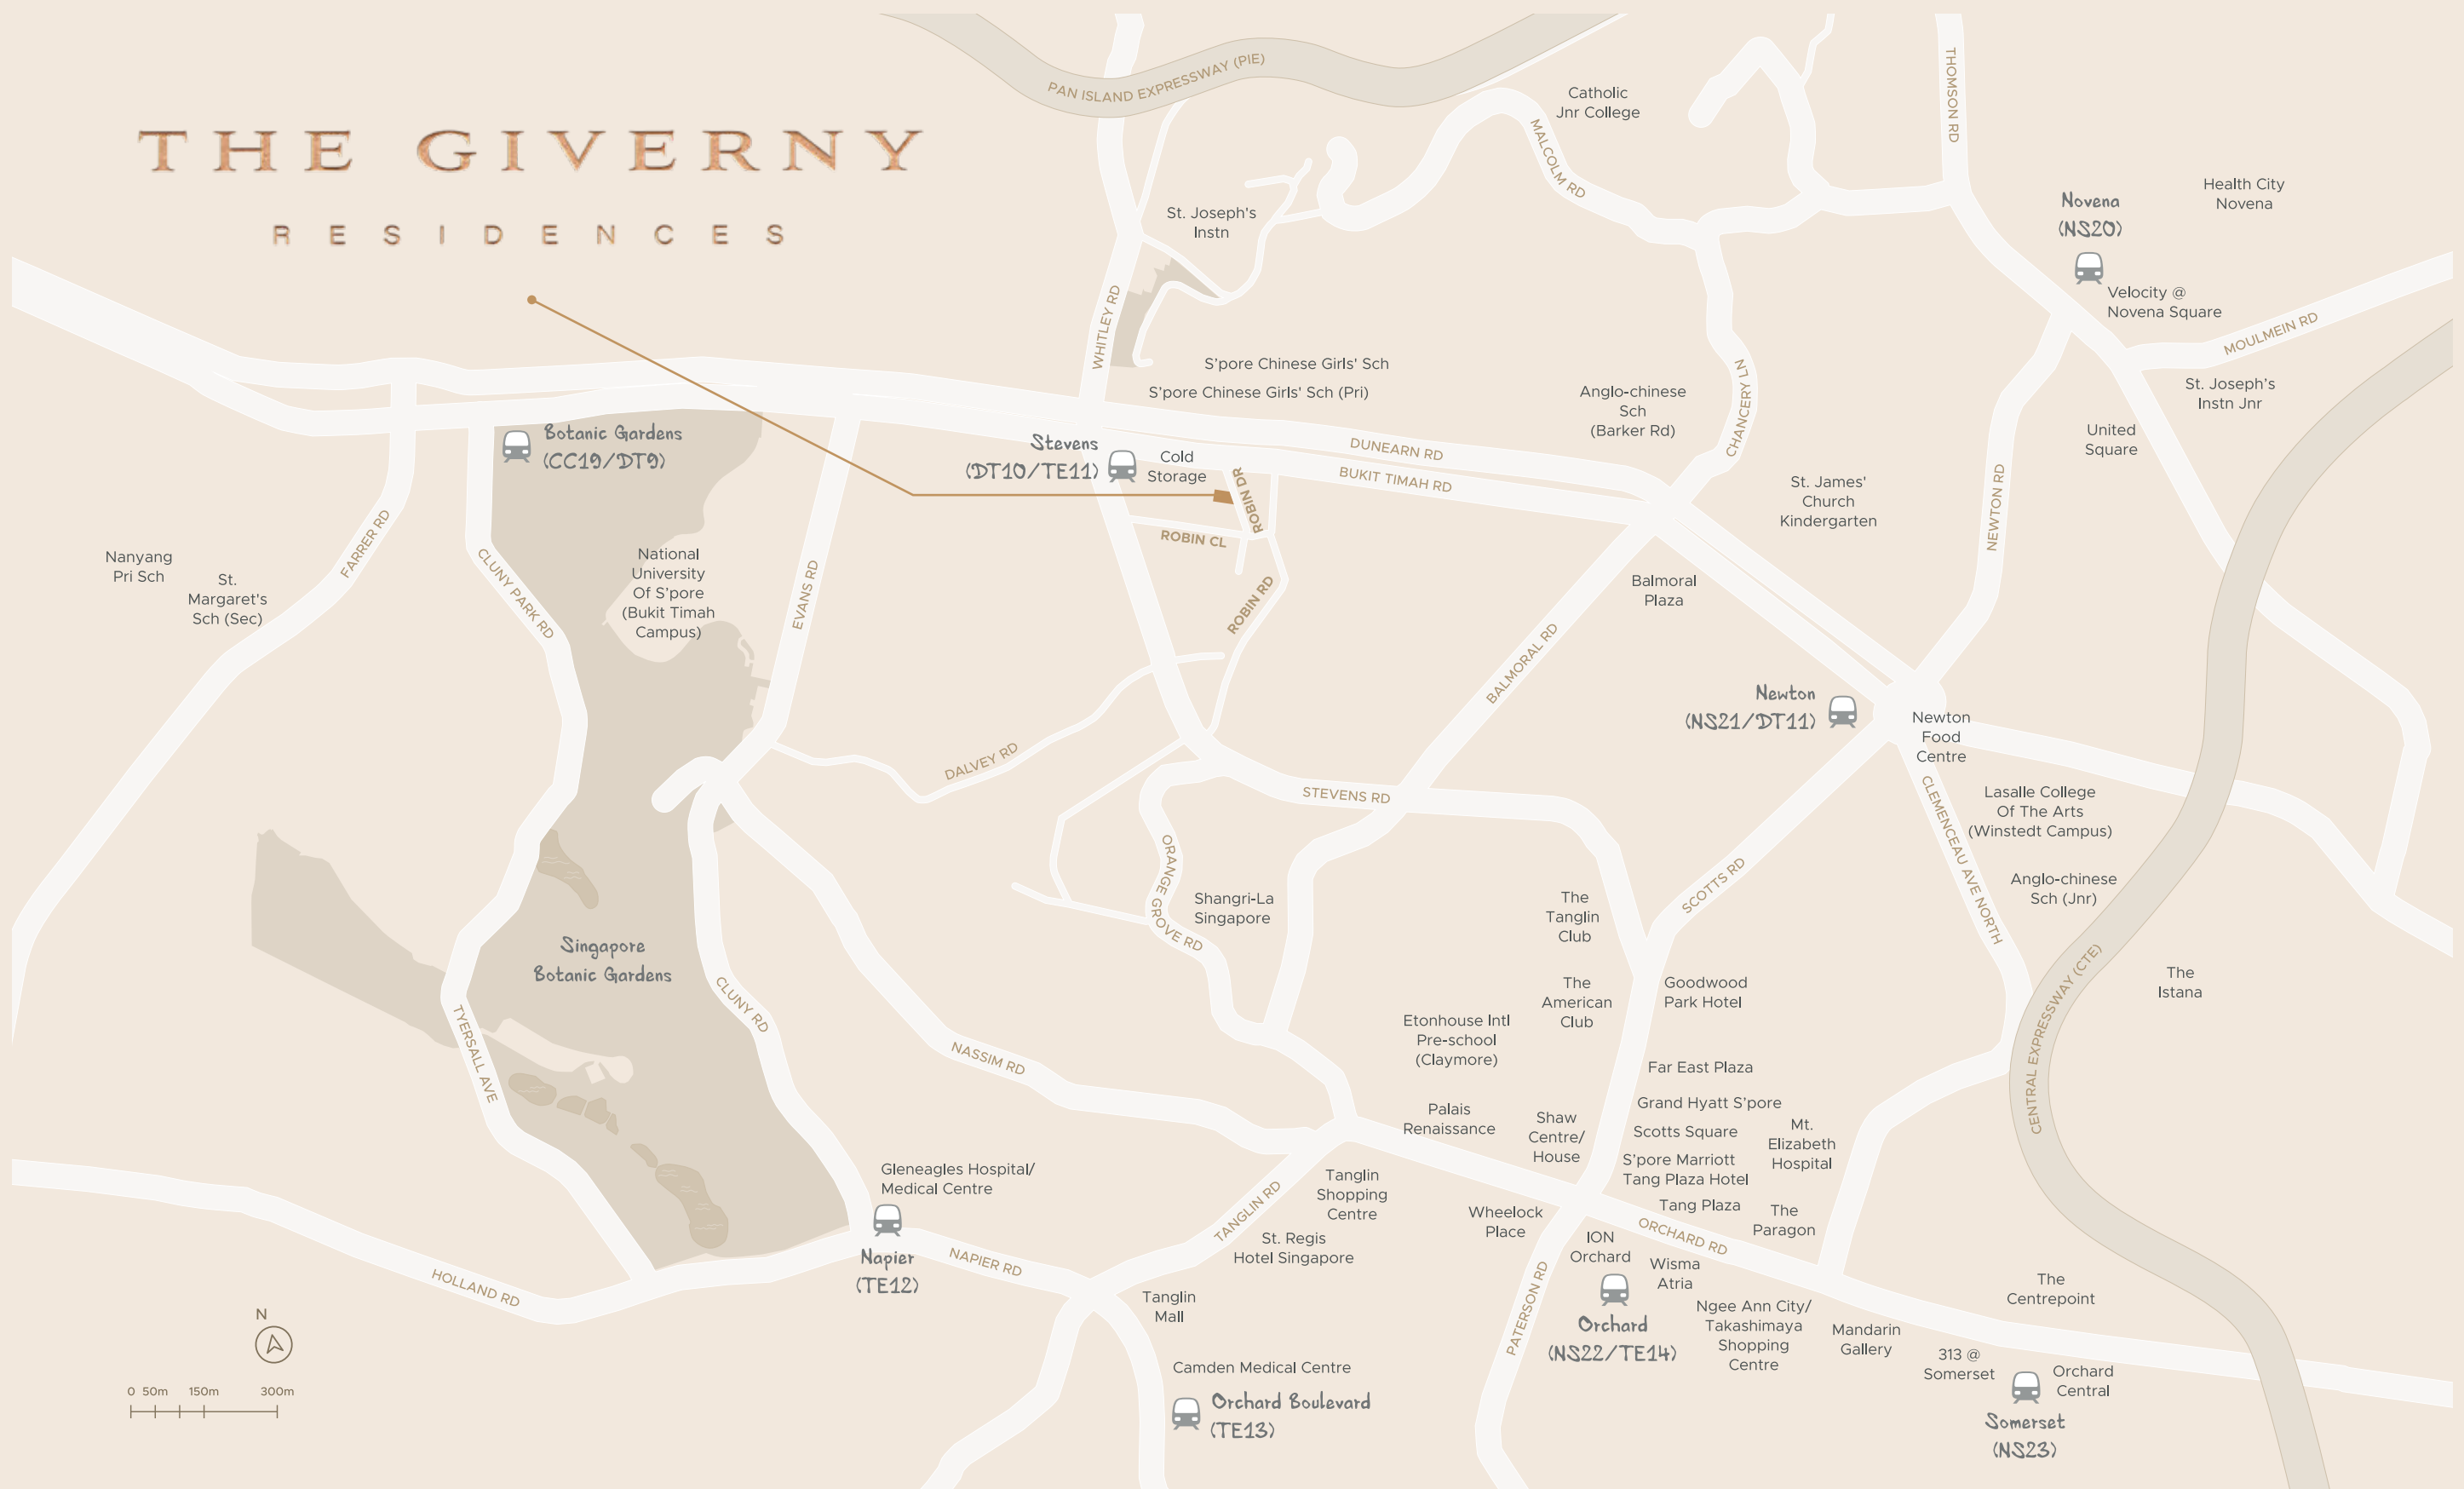 THE GIVERNY
RESIDENCES
PAN ISLAND EXPRESSWAY (PIE)
Catholic
Jnr College
MALCOLM RD
THOMSON RD
Health City
Novena
Novena
(NS20)
Velocity @
Novena Square
MOULMEIN RD
St. Joseph's
Instn
WHITLEY RD
S'pore Chinese Girls' Sch
S'pore Chinese Girls' Sch (Pri)
Anglo-chinese
Sch
(Barker Rd)
CHANCERY LN
St. Joseph's
Instn Jnr
United
Square
Botanic Gardens
(CC19/DT9)
Stevens
(DT10/TE11)
Cold
Storage
DUNEARN RD
BUKIT TIMAH RD
ROBIN DR
ROBIN CL
ROBIN RD
St. James'
Church
Kindergarten
NEWTON RD
FARRER RD
Nanyang
Pri Sch
St.
Margaret's
Sch (Sec)
CLUNY PARK RD
National
University
Of S'pore
(Bukit Timah
Campus)
EVANS RD
Balmoral
Plaza
BALMORAL RD
Newton
(NS21/DT11)
Newton
Food
Centre
DALVEY RD
STEVENS RD
Lasalle College
Of The Arts
(Winstedt Campus)
CLEMENCEAU AVE NORTH
Anglo-chinese
Sch (Jnr)
ORANGE GROVE RD
Shangri-La
Singapore
The
Tanglin
Club
SCOTTS RD
Singapore
Botanic Gardens
CLUNY RD
TYERSALL AVE
NASSIM RD
The
American
Club
Goodwood
Park Hotel
The
Istana
CENTRAL EXPRESSWAY (CTE)
Etonhouse Intl
Pre-school
(Claymore)
Far East Plaza
Grand Hyatt S'pore
Palais
Renaissance
Shaw
Centre/
House
Scotts Square
Mt.
Elizabeth
Hospital
S'pore Marriott
Tang Plaza Hotel
Tang Plaza
The
Paragon
Gleneagles Hospital/
Medical Centre
Napier
(TE12)
NAPIER RD
HOLLAND RD
TANGLIN RD
Tanglin
Shopping
Centre
St. Regis
Hotel Singapore
Wheelock
Place
ION
Orchard
ORCHARD RD
Wisma
Atria
PATERSON RD
Orchard
(NS22/TE14)
Ngee Ann City/
Takashimaya
Shopping
Centre
Mandarin
Gallery
The
Centrepoint
313 @
Somerset
Orchard
Central
Somerset
(NS23)
Tanglin
Mall
Camden Medical Centre
Orchard Boulevard
(TE13)
N
0 50m 150m 300m